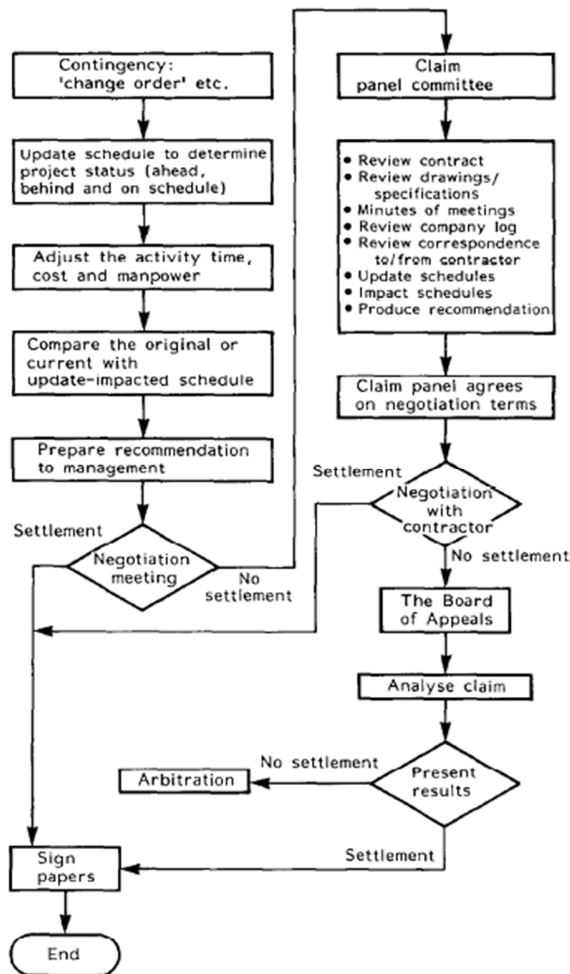 Contingency:
'change order' etc.
Update schedule to determine
project status (ahead,
behind and on schedule)
Adjust the activity time,
cost and manpower
Compare the original or
current with
update-impacted schedule
Prepare recommendation
to management
Settlement
Negotiation
meeting
No
settlement
Claim
panel committee
• Review contract
• Review drawings/
specifications
• Minutes of meetings
• Review company log
• Review correspondence
to/from contractor
• Update schedules
• Impact schedules
• Produce recommendation
Claim panel agrees
on negotiation terms
Settlement
Negotiation
with
contractor
No settlement
The Board
of Appeals
Analyse claim
Present
results
No settlement
Arbitration
Settlement
Sign
papers
End